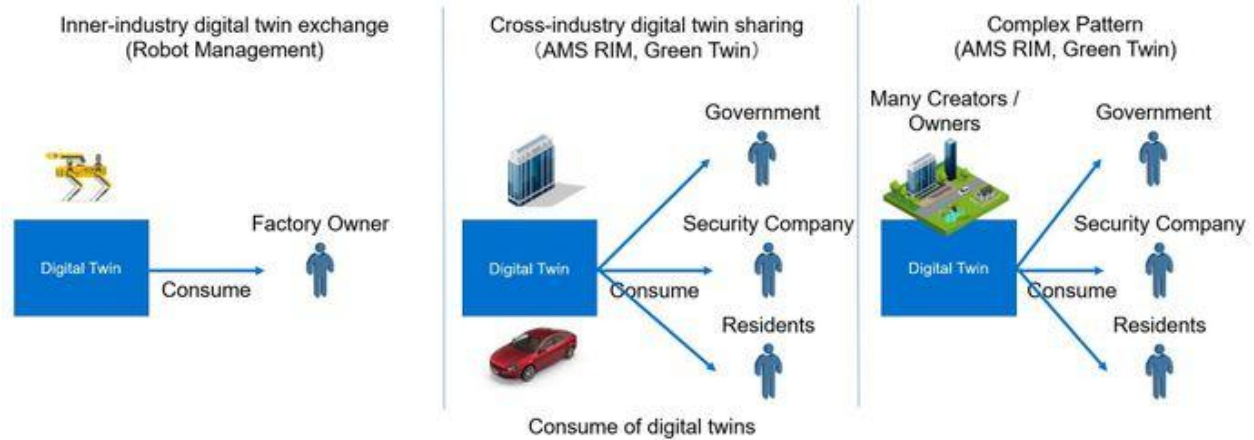 Inner-industry digital twin exchange
(Robot Management)
Factory Owner
Digital Twin
Consume
Cross-industry digital twin sharing
（AMS RIM, Green Twin）
Government
Security Company
Digital Twin
Consume
Residents
Complex Pattern
(AMS RIM, Green Twin)
Many Creators /
Owners
Government
Security Company
Digital Twin
Consume
Residents
Consume of digital twins